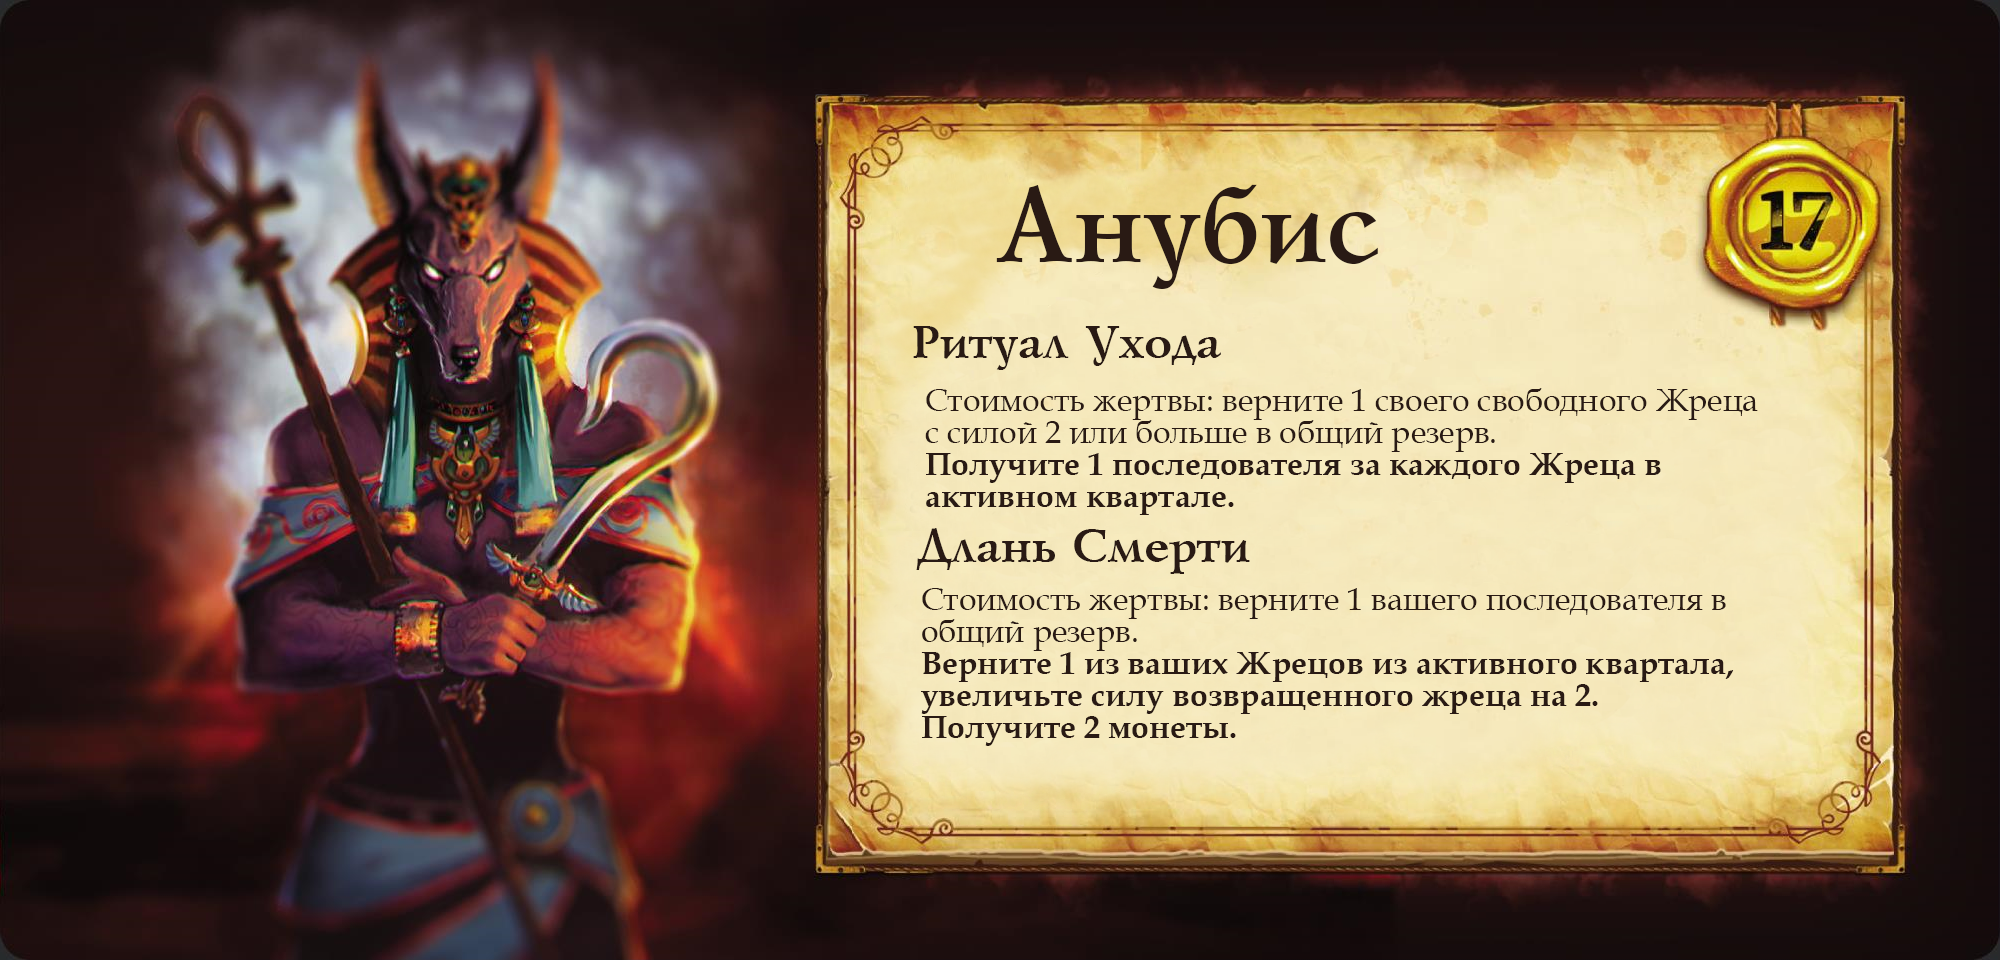 Анубис
17
Ритуал Ухода
Стоимость жертвы: верните 1 своего свободного Жреца
с силой 2 или больше в общий резерв.
Получите 1 последователя за каждого Жреца в
активном квартале.
Длань Смерти
Стоимость жертвы: верните 1 вашего последователя в
общий резерв.
Верните 1 из ваших Жрецов из активного квартала,
увеличьте силу возвращенного жреца на 2.
Получите 2 монеты.